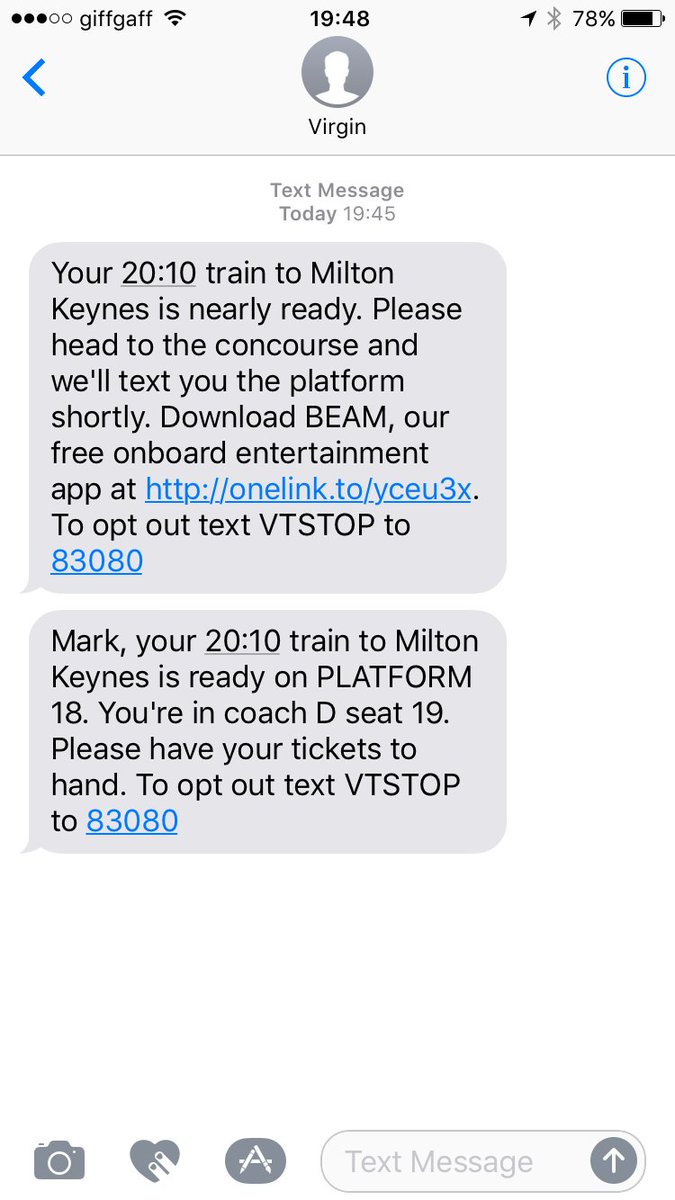 giffgaff 19:48 78%
Virgin
Text Message
Today 19:45
Your 20:10 train to Milton
Keynes is nearly ready. Please
head to the concourse and
we'll text you the platform
shortly. Download BEAM, our
free onboard entertainment
app at http://onelink.to/yceu3x.
To opt out text VTSTOP to
83080
Mark, your 20:10 train to Milton
Keynes is ready on PLATFORM
18. You're in coach D seat 19.
Please have your tickets to
hand. To opt out text VTSTOP
to 83080
Text Message